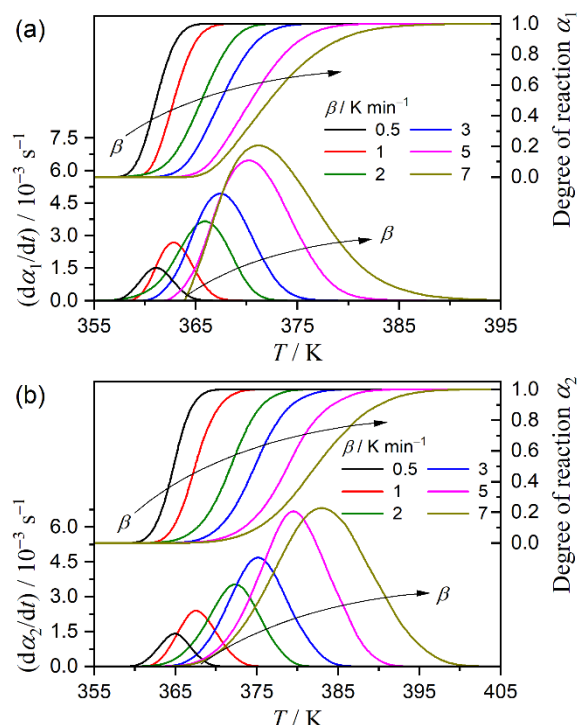 (a)
(dα₁/dt) / 10⁻³ s⁻¹
7.5
6.0
4.5
3.0
1.5
0.0
β
β / K min⁻¹
0.5 3
1 5
2 7
β
1.0
0.8
0.6
0.4
0.2
0.0
Degree of reaction α₁
355 365 375 385 395
T / K
(b)
(dα₂/dt) / 10⁻³ s⁻¹
6.0
4.5
3.0
1.5
0.0
β
β / K min⁻¹
0.5 3
1 5
2 7
β
1.0
0.8
0.6
0.4
0.2
0.0
Degree of reaction α₂
355 365 375 385 395 405
T / K